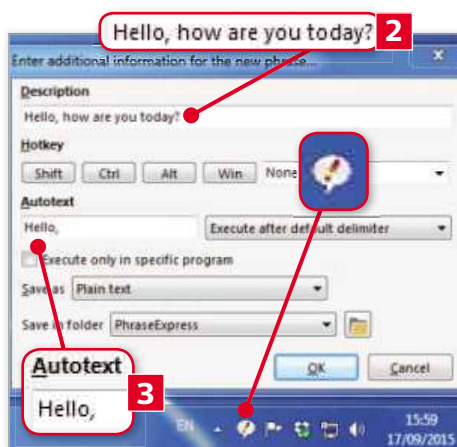 Hello, how are you today? 2
Enter additional information for the new phrase...
x
Description
Hello, how are you today?
Hotkey
Shift Ctrl Alt Win None
Autotext
Hello, Execute after default delimiter
Execute only in specific program
Save as Plain text
Save in folder PhraseExpress
Autotext OK Cancel
3
Hello,
EN 15:59
17/09/2015